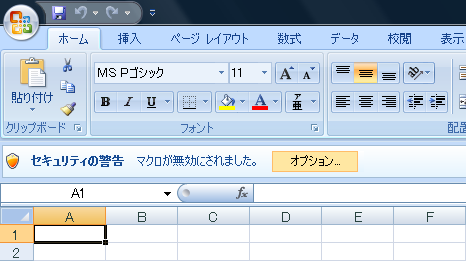 ホーム 挿入 ページ レイアウト 数式 データ 校閲 表示
貼り付け
MS Pゴシック 11 A A
B I U A ア亜
クリップボード フォント 配置
セキュリティの警告 マクロが無効にされました。 オプション...
A1 fx
A B C D E F
1
2